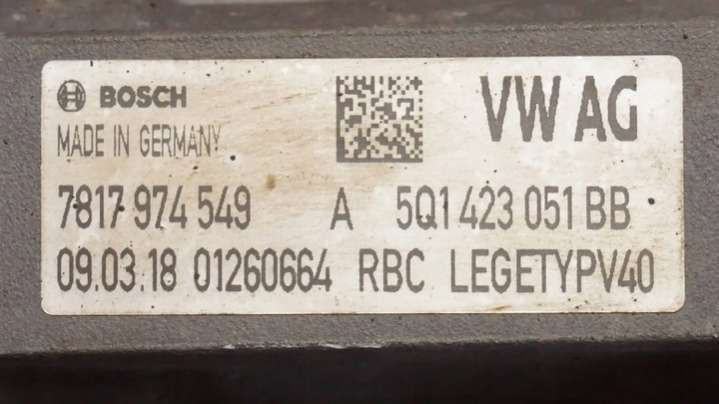 BOSCH
VW AG
MADE IN GERMANY
7817 974 549 A 5Q1 423 051 BB
09.03.18 01260664 RBC LEGETYPV40